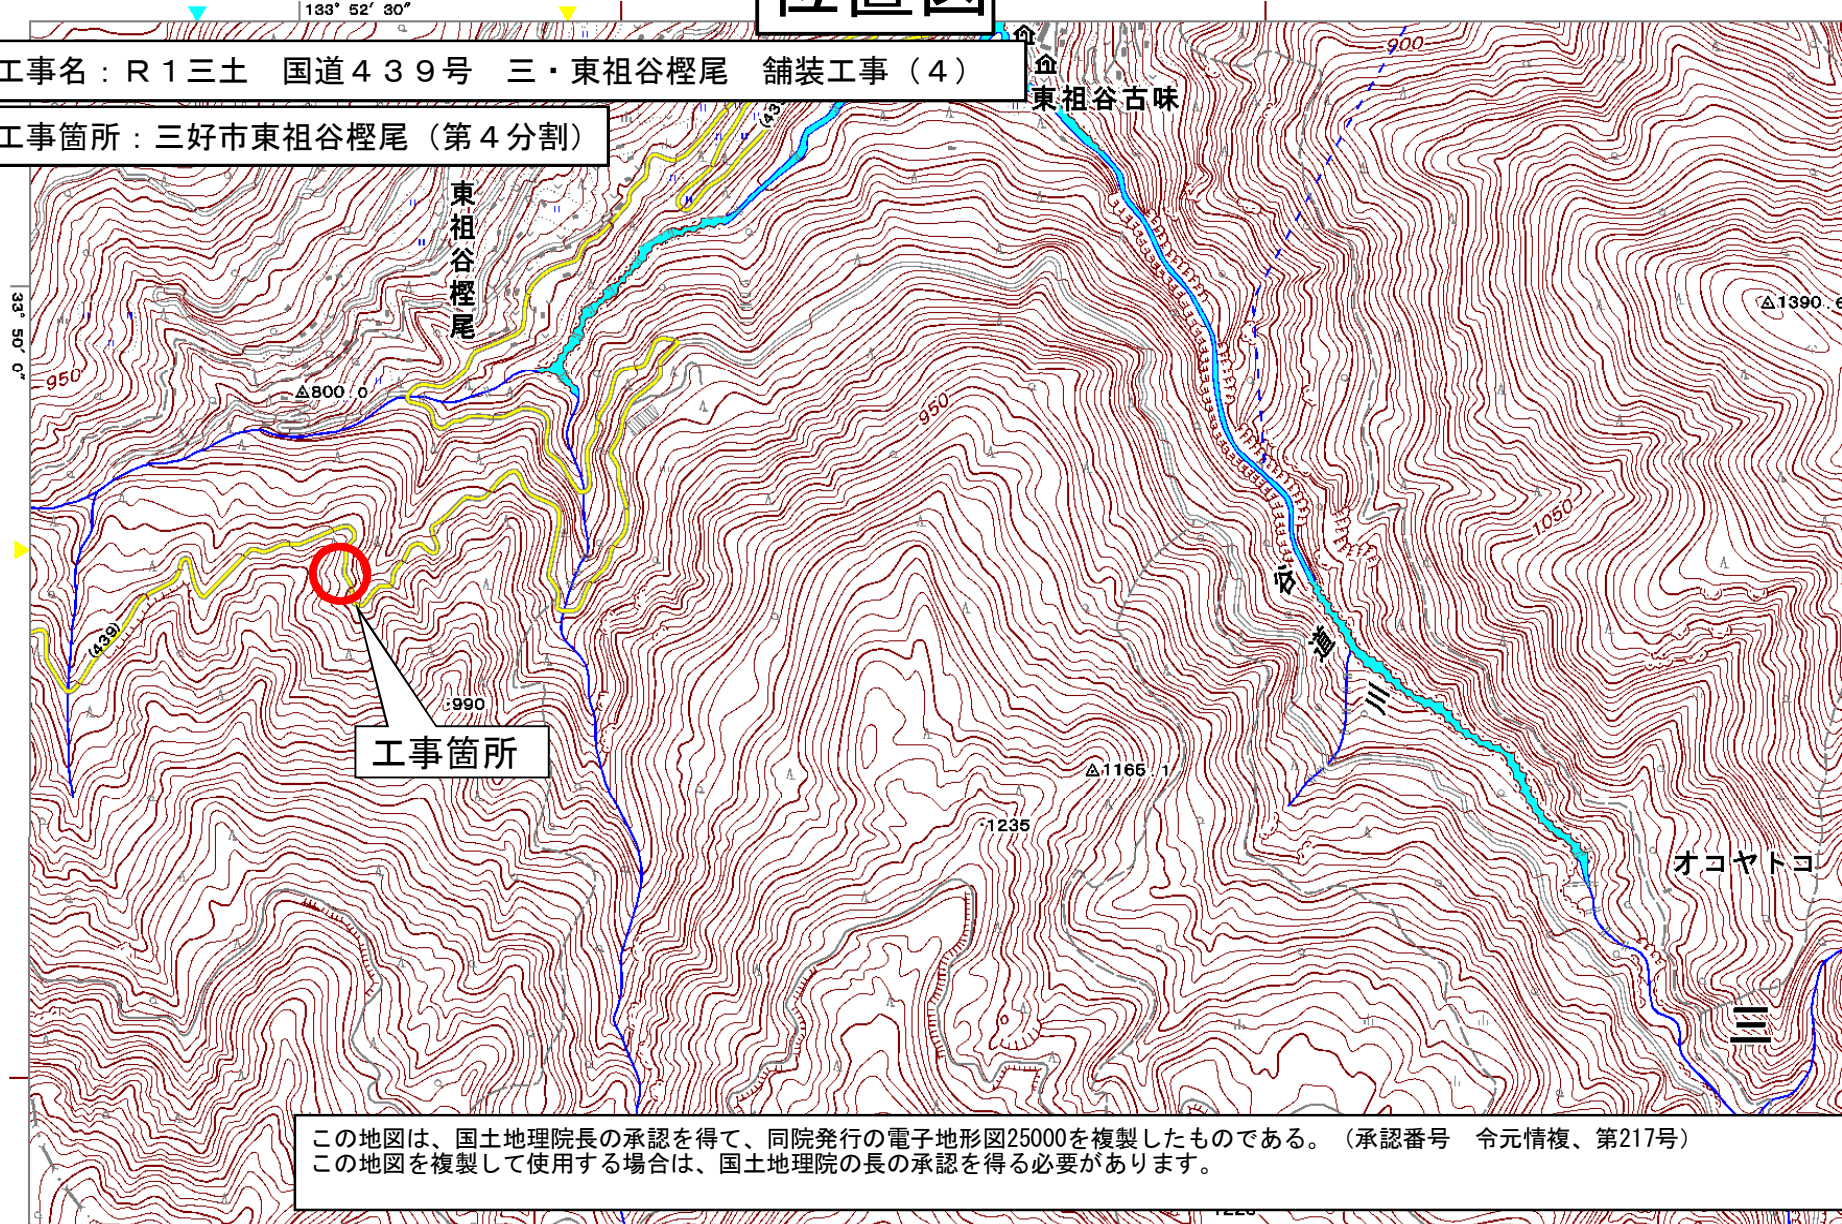 位置図
133° 52′ 30″
工事名：Ｒ１三土　国道４３９号　三・東祖谷樫尾　舗装工事（４）
工事箇所：三好市東祖谷樫尾（第４分割）
東祖谷古味
900
東祖谷樫尾
33° 50′ 0″
1390.6
950
800.0
950
1050
(439)
谷道川
990
工事箇所
1165.1
1235
オコヤトコ
三
この地図は、国土地理院長の承認を得て、同院発行の電子地形図25000を複製したものである。（承認番号　令元情複、第217号）
この地図を複製して使用する場合は、国土地理院の長の承認を得る必要があります。